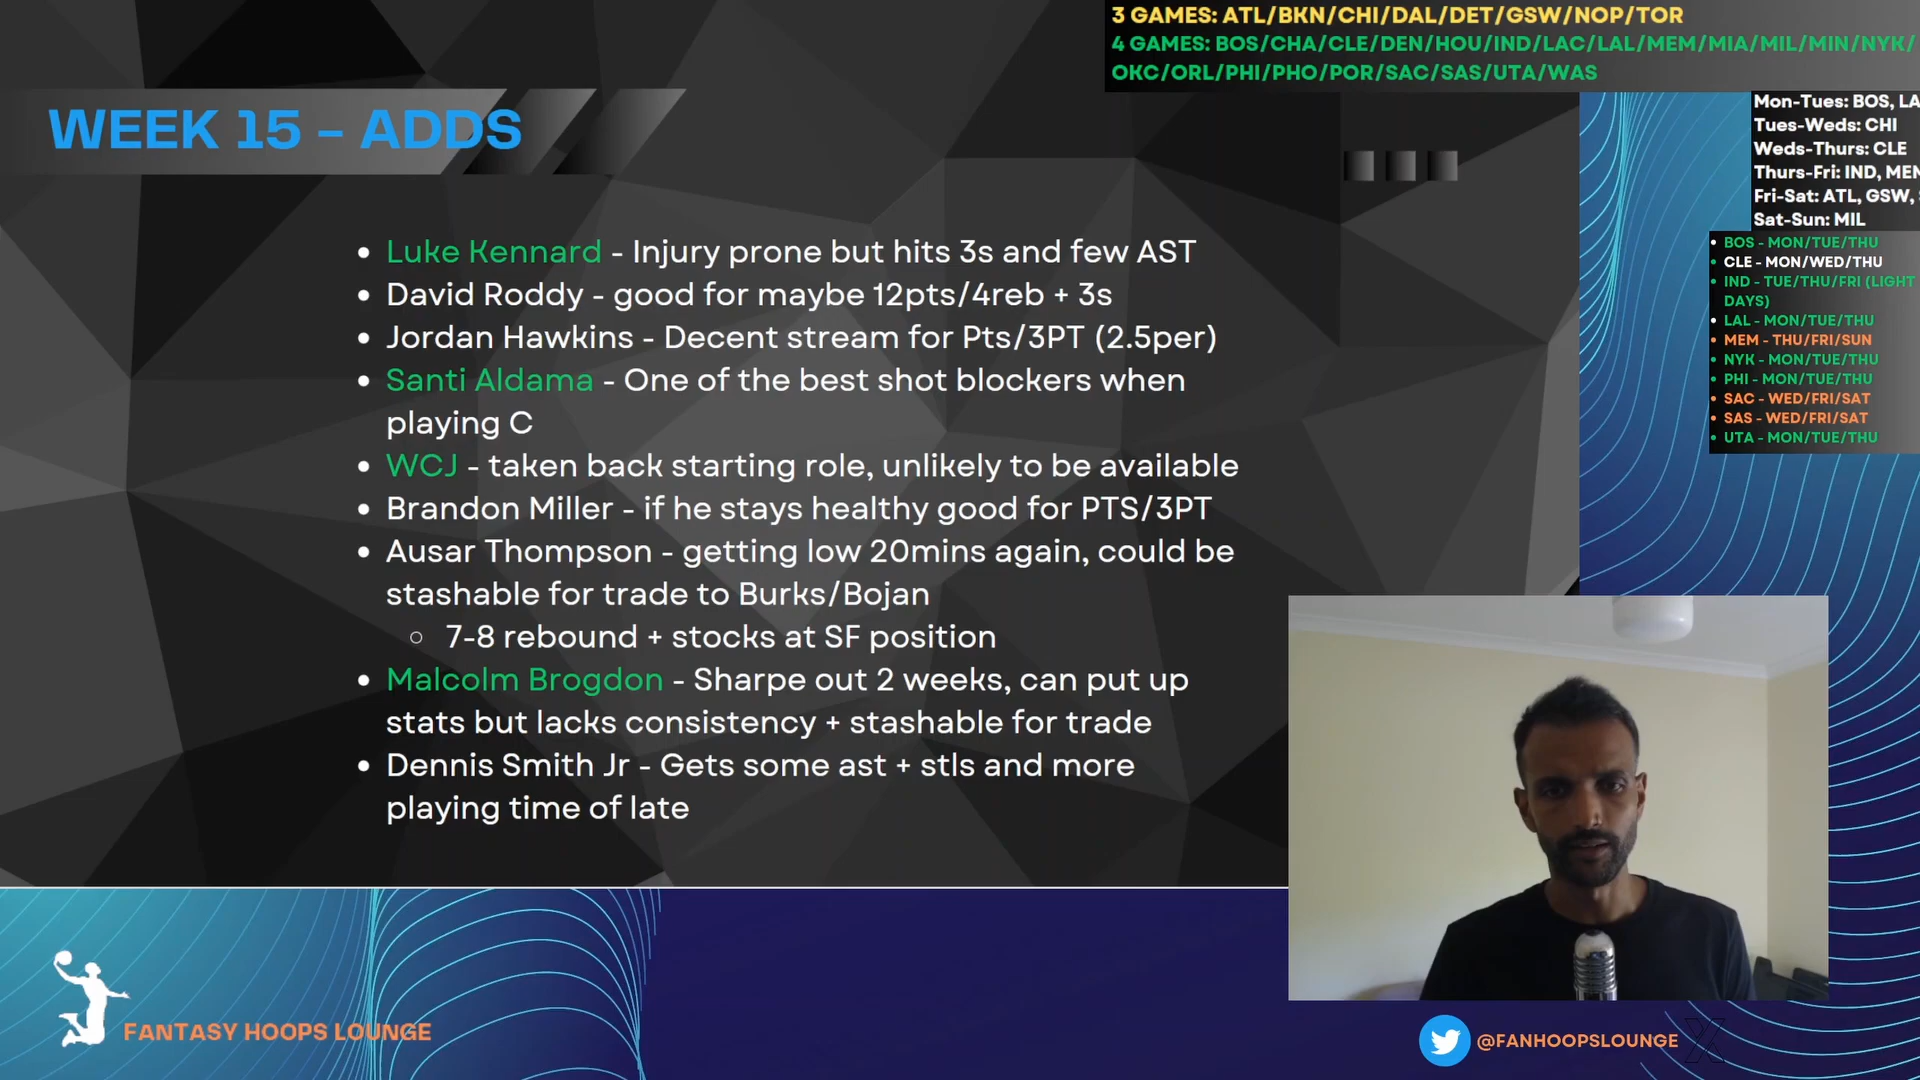 3 GAMES: ATL/BKN/CHI/DAL/DET/GSW/NOP/TOR
4 GAMES: BOS/CHA/CLE/DEN/HOU/IND/LAC/LAL/MEM/MIA/MIL/MIN/NYK/
OKC/ORL/PHI/PHO/POR/SAC/SAS/UTA/WAS
WEEK 15 - ADDS
Mon-Tues: BOS, LA
Tues-Weds: CHI
Weds-Thurs: CLE
Thurs-Fri: IND, MEM
Fri-Sat: ATL, GSW,
Sat-Sun: MIL
• BOS - MON/TUE/THU
• CLE - MON/WED/THU
• IND - TUE/THU/FRI (LIGHT
DAYS)
• LAL - MON/TUE/THU
• MEM - THU/FRI/SUN
• NYK - MON/TUE/THU
• PHI - MON/TUE/THU
• SAC - WED/FRI/SAT
• SAS - WED/FRI/SAT
• UTA - MON/TUE/THU
• Luke Kennard - Injury prone but hits 3s and few AST
• David Roddy - good for maybe 12pts/4reb + 3s
• Jordan Hawkins - Decent stream for Pts/3PT (2.5per)
• Santi Aldama - One of the best shot blockers when
playing C
• WCJ - taken back starting role, unlikely to be available
• Brandon Miller - if he stays healthy good for PTS/3PT
• Ausar Thompson - getting low 20mins again, could be
stashable for trade to Burks/Bojan
○ 7-8 rebound + stocks at SF position
• Malcolm Brogdon - Sharpe out 2 weeks, can put up
stats but lacks consistency + stashable for trade
• Dennis Smith Jr - Gets some ast + stls and more
playing time of late
FANTASY HOOPS LOUNGE
@FANHOOPSLOUNGE